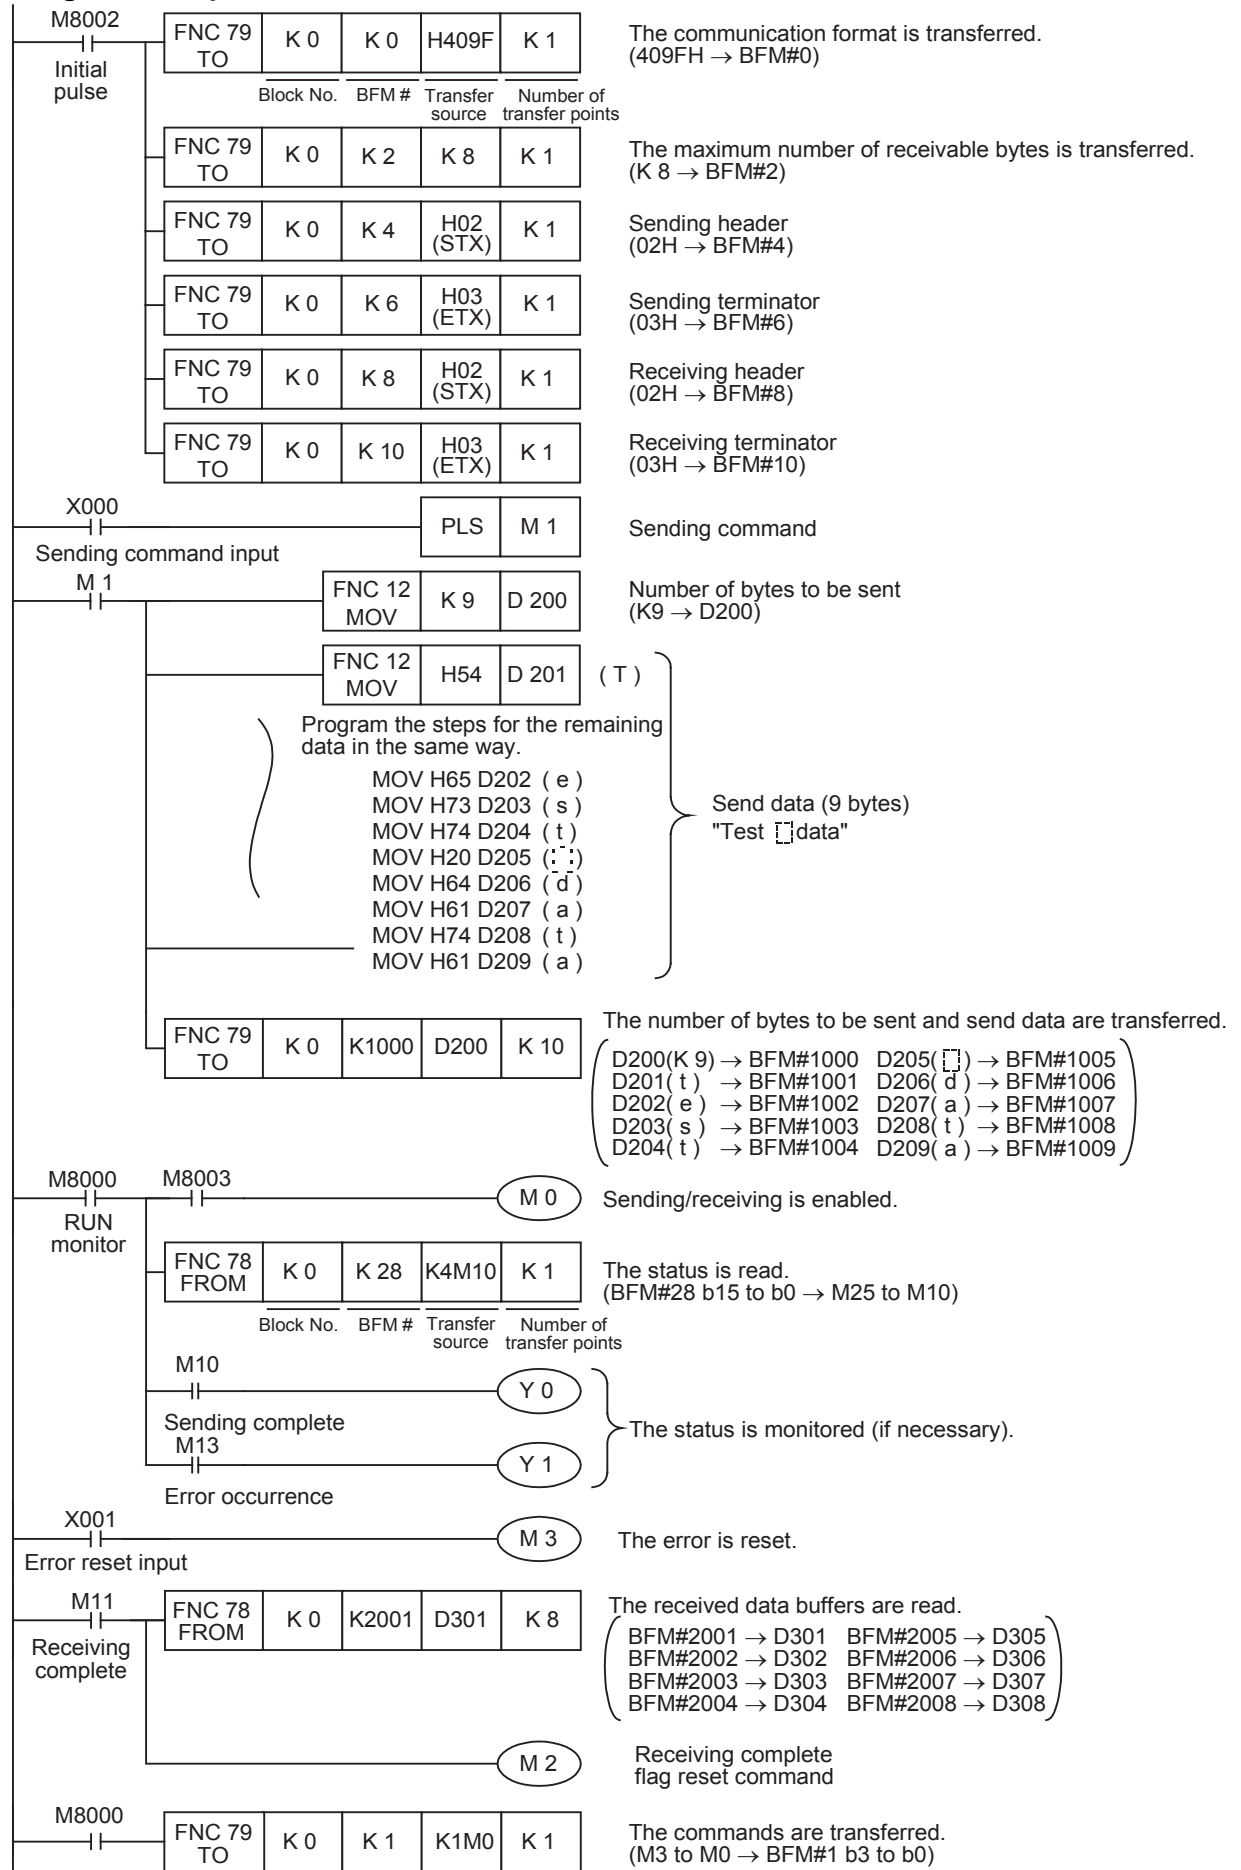 M8002
Initial
pulse
FNC 79 TO K 0 K 0 H409F K 1
Block No. BFM # Transfer source Number of transfer points
The communication format is transferred.
(409FH → BFM#0)
FNC 79 TO K 0 K 2 K 8 K 1
The maximum number of receivable bytes is transferred.
(K 8 → BFM#2)
FNC 79 TO K 0 K 4 H02 (STX) K 1
Sending header
(02H → BFM#4)
FNC 79 TO K 0 K 6 H03 (ETX) K 1
Sending terminator
(03H → BFM#6)
FNC 79 TO K 0 K 8 H02 (STX) K 1
Receiving header
(02H → BFM#8)
FNC 79 TO K 0 K 10 H03 (ETX) K 1
Receiving terminator
(03H → BFM#10)
X000
Sending command input
PLS M 1
Sending command
M 1
FNC 12 MOV K 9 D 200
Number of bytes to be sent
(K9 → D200)
FNC 12 MOV H54 D 201 ( T )
Program the steps for the remaining
data in the same way.
MOV H65 D202 ( e )
MOV H73 D203 ( s )
MOV H74 D204 ( t )
MOV H20 D205 ( )
MOV H64 D206 ( d )
MOV H61 D207 ( a )
MOV H74 D208 ( t )
MOV H61 D209 ( a )
Send data (9 bytes)
"Test data"
FNC 79 TO K 0 K1000 D200 K 10
The number of bytes to be sent and send data are transferred.
D200(K 9) → BFM#1000 D205( ) → BFM#1005
D201( t ) → BFM#1001 D206( d ) → BFM#1006
D202( e ) → BFM#1002 D207( a ) → BFM#1007
D203( s ) → BFM#1003 D208( t ) → BFM#1008
D204( t ) → BFM#1004 D209( a ) → BFM#1009
M8000
RUN
monitor
M8003
M 0
Sending/receiving is enabled.
FNC 78 FROM K 0 K 28 K4M10 K 1
Block No. BFM # Transfer source Number of transfer points
The status is read.
(BFM#28 b15 to b0 → M25 to M10)
M10
Sending complete
Y 0
M13
Error occurrence
Y 1
The status is monitored (if necessary).
X001
Error reset input
M 3
The error is reset.
M11
Receiving
complete
FNC 78 FROM K 0 K2001 D301 K 8
The received data buffers are read.
BFM#2001 → D301 BFM#2005 → D305
BFM#2002 → D302 BFM#2006 → D306
BFM#2003 → D303 BFM#2007 → D307
BFM#2004 → D304 BFM#2008 → D308
M 2
Receiving complete
flag reset command
M8000
FNC 79 TO K 0 K 1 K1M0 K 1
The commands are transferred.
(M3 to M0 → BFM#1 b3 to b0)